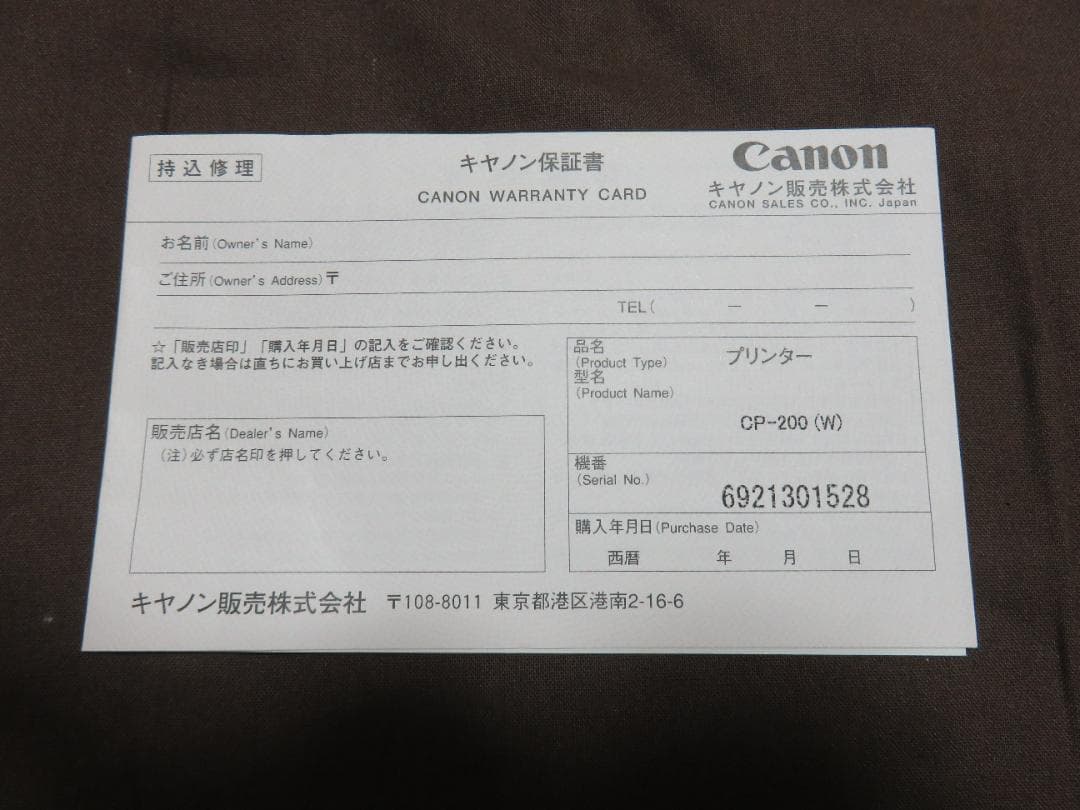 持込修理
キヤノン保証書
CANON WARRANTY CARD
Canon
キヤノン販売株式会社
CANON SALES CO., INC. Japan
お名前(Owner's Name)
ご住所(Owner's Address)〒
TEL( － － )
☆「販売店印」「購入年月日」の記入をご確認ください。
記入なき場合は直ちにお買い上げ店までお申し出ください。
販売店名(Dealer's Name)
(注)必ず店名印を押してください。
品名
(Product Type) プリンター
型名
(Product Name)
CP-200(W)
機番
(Serial No.)
6921301528
購入年月日(Purchase Date)
西暦 年 月 日
キヤノン販売株式会社 〒108-8011 東京都港区港南2-16-6